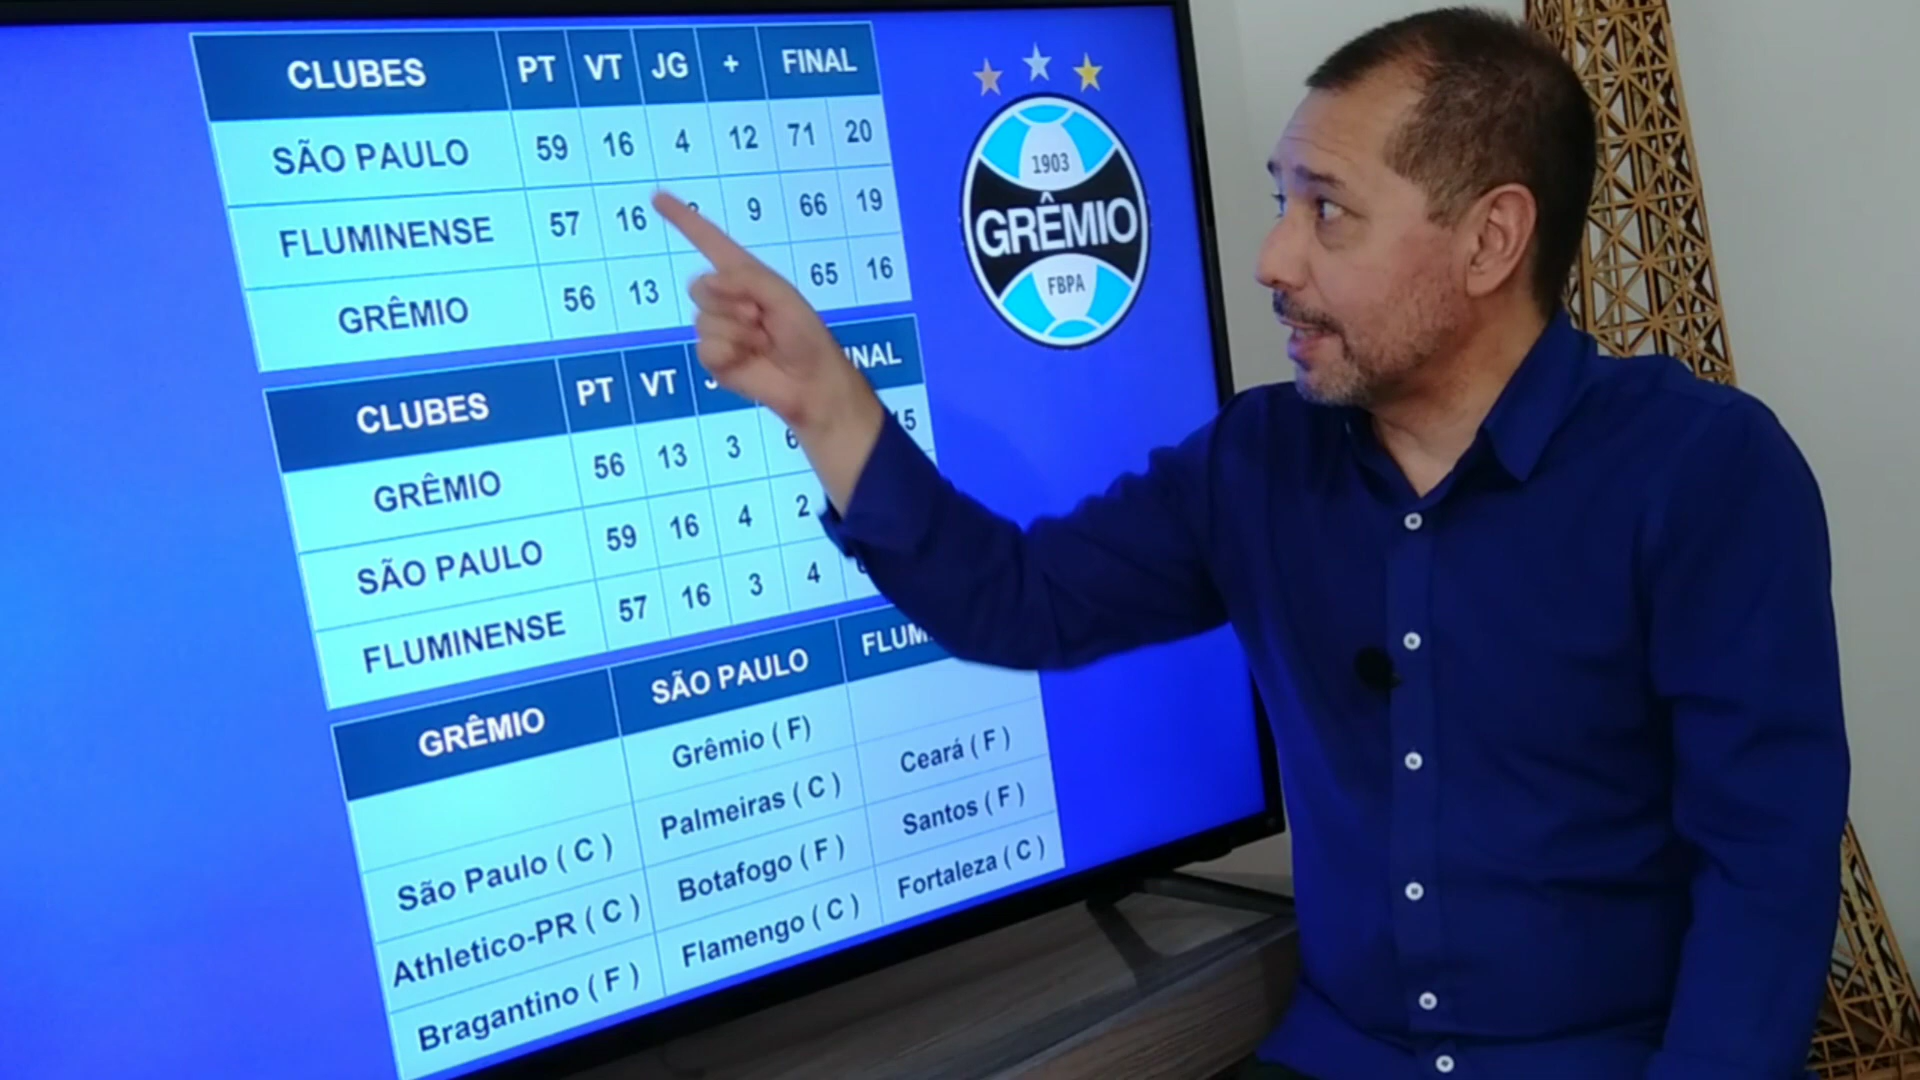 CLUBES PT VT JG + FINAL
SÃO PAULO 59 16 4 12 71 20
FLUMINENSE 57 16 9 66 19
GRÊMIO 56 13 65 16
1903
GRÊMIO
FBPA
CLUBES PT VT
GRÊMIO 56 13 3
SÃO PAULO 59 16 4 2
FLUMINENSE 57 16 3 4
GRÊMIO SÃO PAULO
Grêmio ( F)
São Paulo ( C ) Palmeiras ( C ) Ceará ( F )
Athletico-PR ( C ) Botafogo ( F ) Santos ( F )
Bragantino ( F ) Flamengo ( C ) Fortaleza ( C )